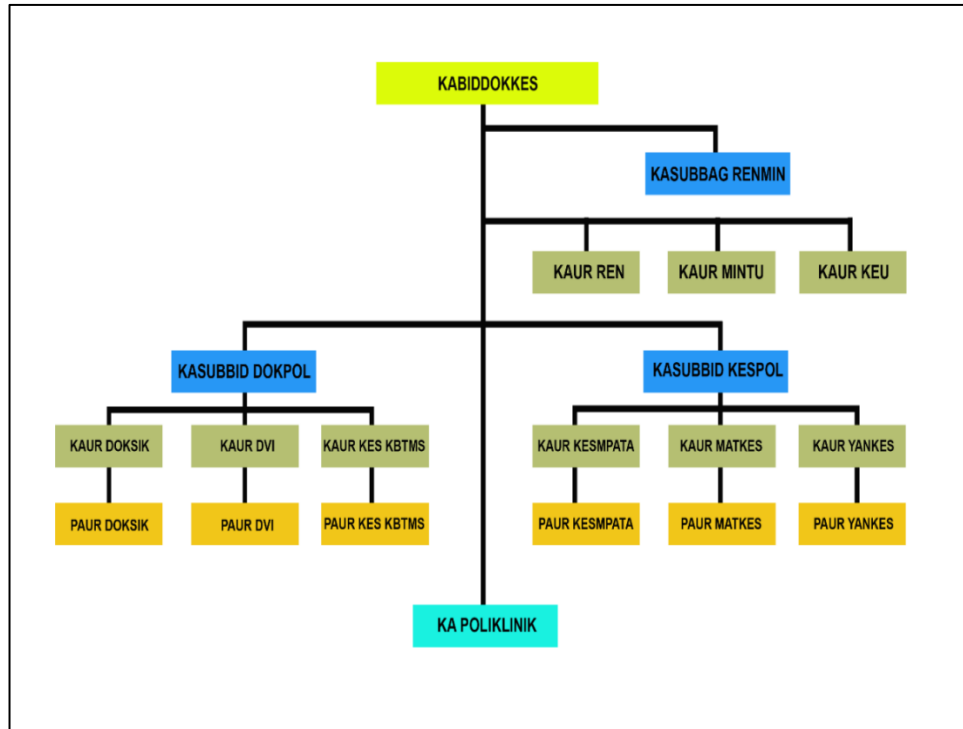 KABIDDOKKES
KASUBBAG RENMIN
KAUR REN
KAUR MINTU
KAUR KEU
KASUBBID DOKPOL
KASUBBID KESPOL
KAUR DOKSIK
KAUR DVI
KAUR KES KBTMS
KAUR KESMPATA
KAUR MATKES
KAUR YANKES
PAUR DOKSIK
PAUR DVI
PAUR KES KBTMS
PAUR KESMPATA
PAUR MATKES
PAUR YANKES
KA POLIKLINIK